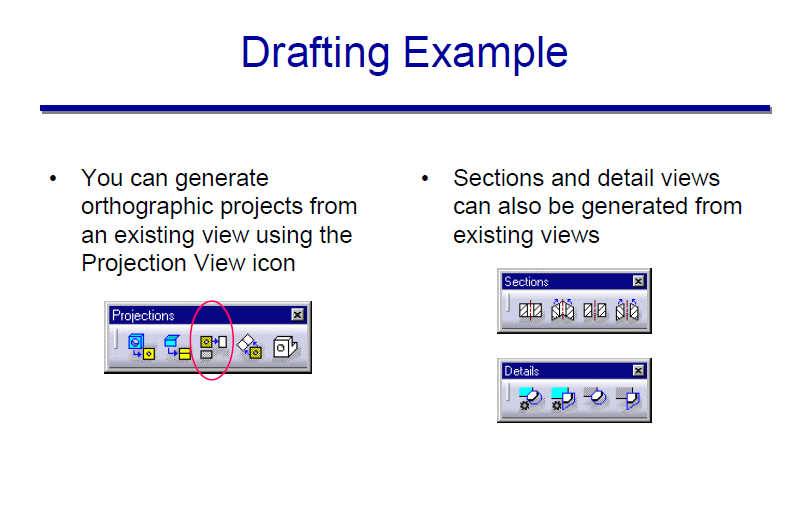 Drafting Example
• You can generate
orthographic projects from
an existing view using the
Projection View icon
Projections
• Sections and detail views
can also be generated from
existing views
Sections
Details